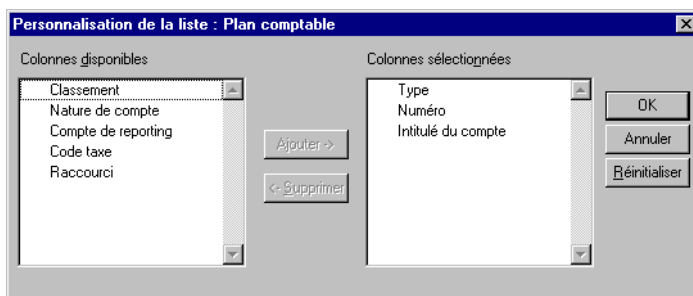 Personnalisation de la liste : Plan comptable
Colonnes disponibles
Classement
Nature de compte
Compte de reporting
Code taxe
Raccourci
Ajouter ->
<- Supprimer
Colonnes sélectionnées
Type
Numéro
Intitulé du compte
OK
Annuler
Réinitialiser